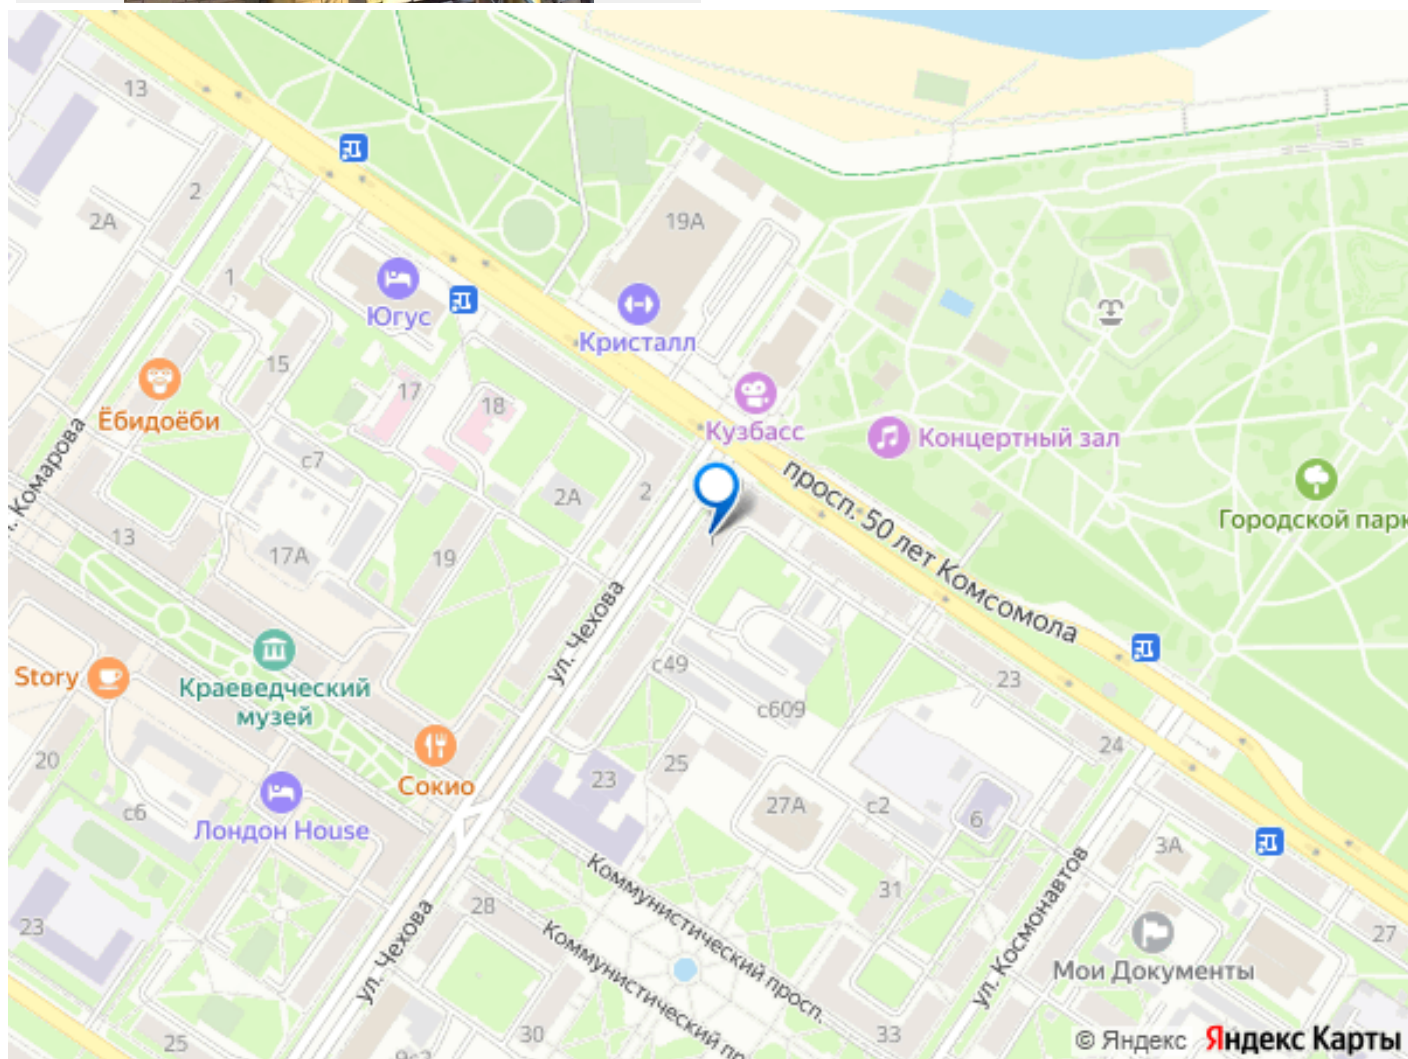 13
2
2А
19А
1
Югус
Кристалл
15
17
18
Ёбидоёби
Кузбасс
Концертный зал
. Комарова
с7
2
2А
просп. 50 лет Комсомола
Городской парк
13
17А
19
ул. Чехова
Story
Краеведческий
музей
с49
23
с609
24
20
Сокио
25
23
27А
с2
6
с6
Лондон House
3А
31
Коммунистический просп.
ул. Космонавтов
28
23
ул. Чехова
Коммунистический пр
27
Мои Документы
25
30
33
9с2
© Яндекс Яндекс Карты